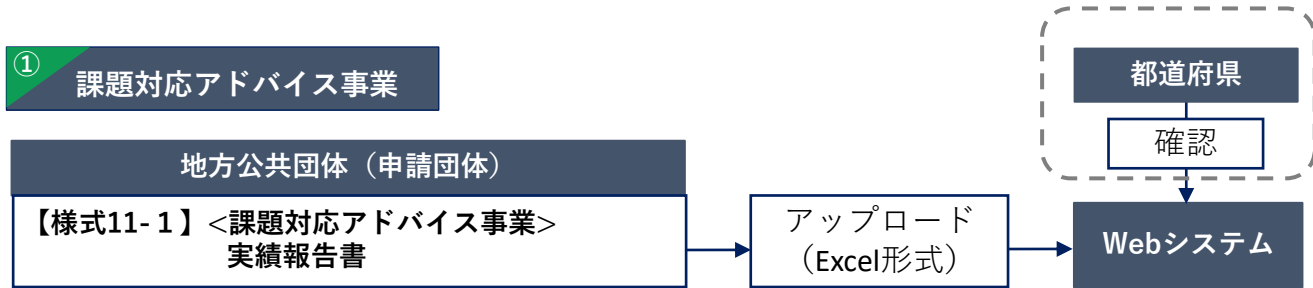 ①
課題対応アドバイス事業
都道府県
確認
地方公共団体（申請団体）
【様式11-１】<課題対応アドバイス事業>
実績報告書
アップロード
（Excel形式）
Webシステム